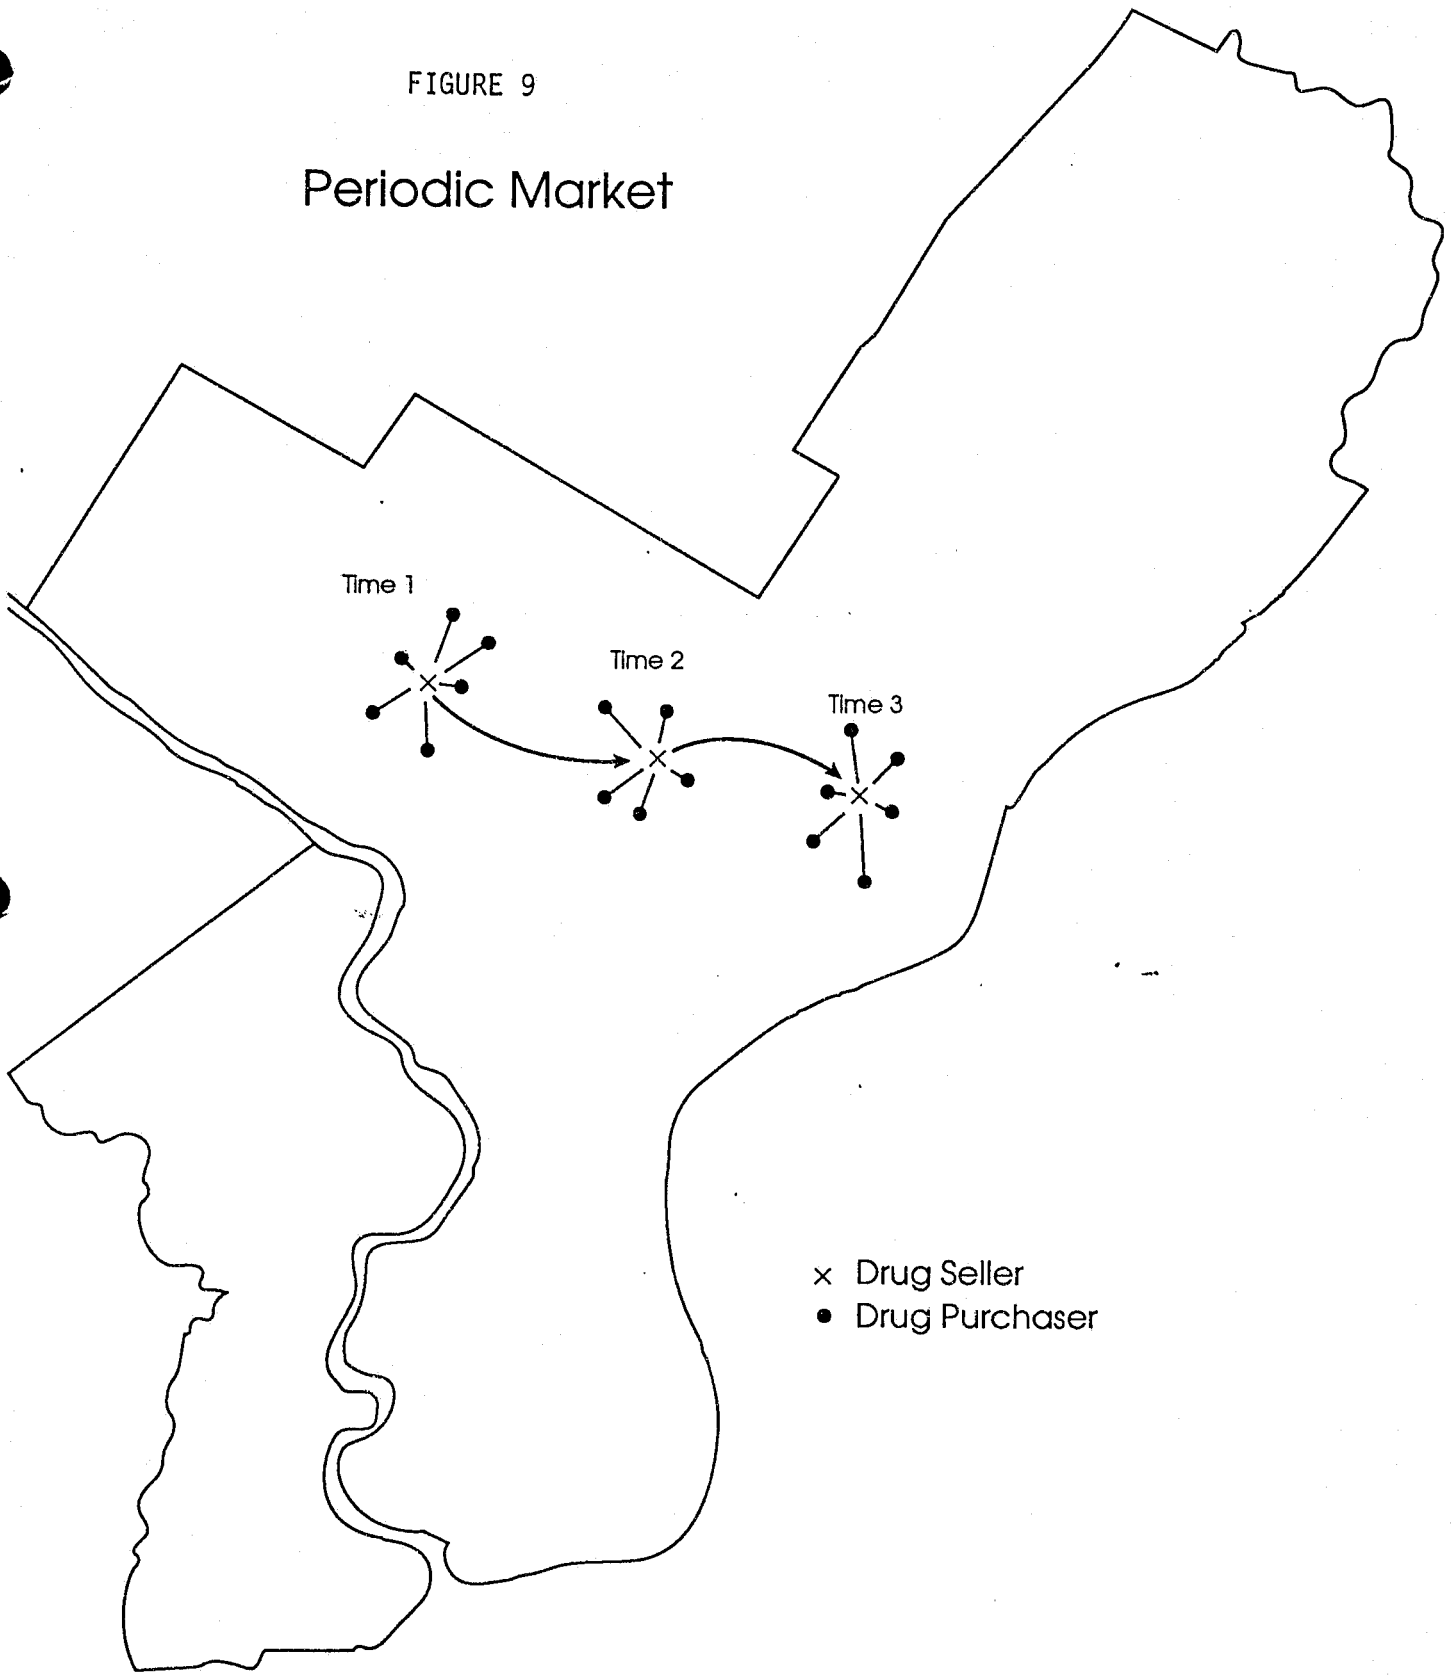 FIGURE 9
Periodic Market
Time 1
Time 2
Time 3
× Drug Seller
● Drug Purchaser